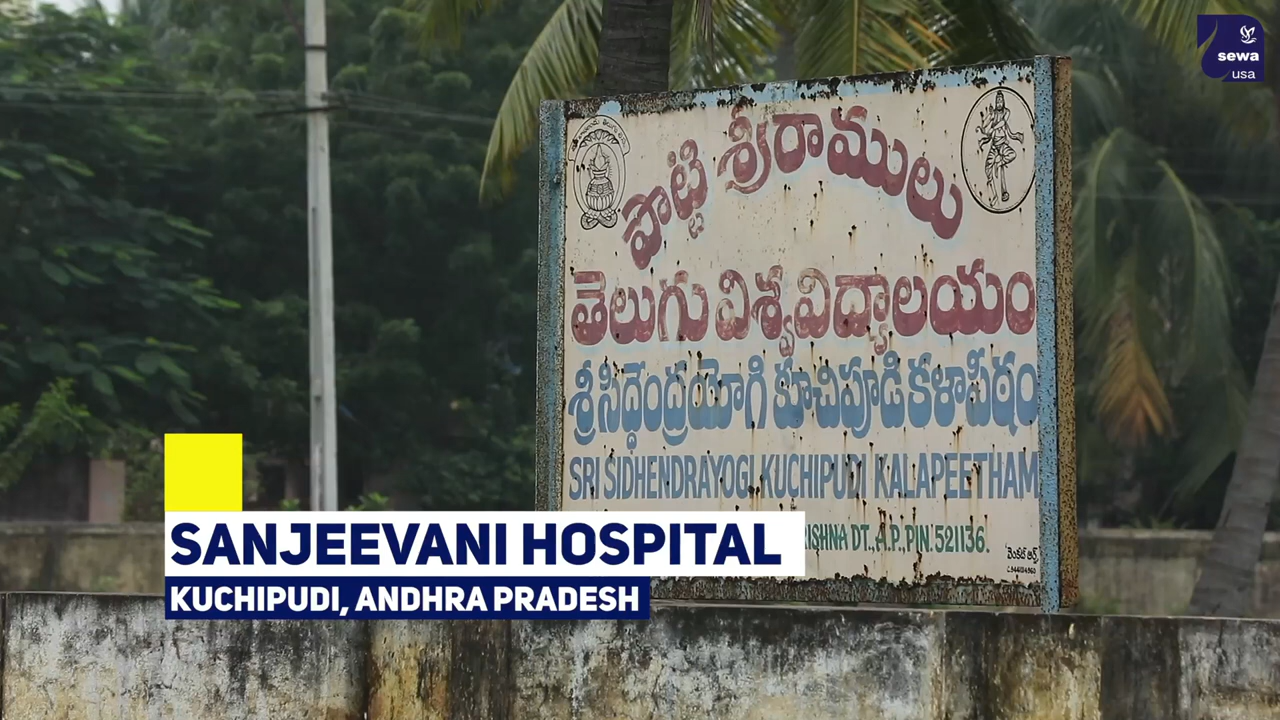 sewa
usa
పొట్టి శ్రీరాములు
తెలుగు విశ్వవిద్యాలయం
శ్రీ సిద్ధేంద్రయోగి కూచిపూడి కళాపీఠం
SRI SIDHENDRAYOGI KUCHIPUDI KALAPEETHAM
RISHNA DT., A.P., PIN. 521136.
SANJEEVANI HOSPITAL
KUCHIPUDI, ANDHRA PRADESH